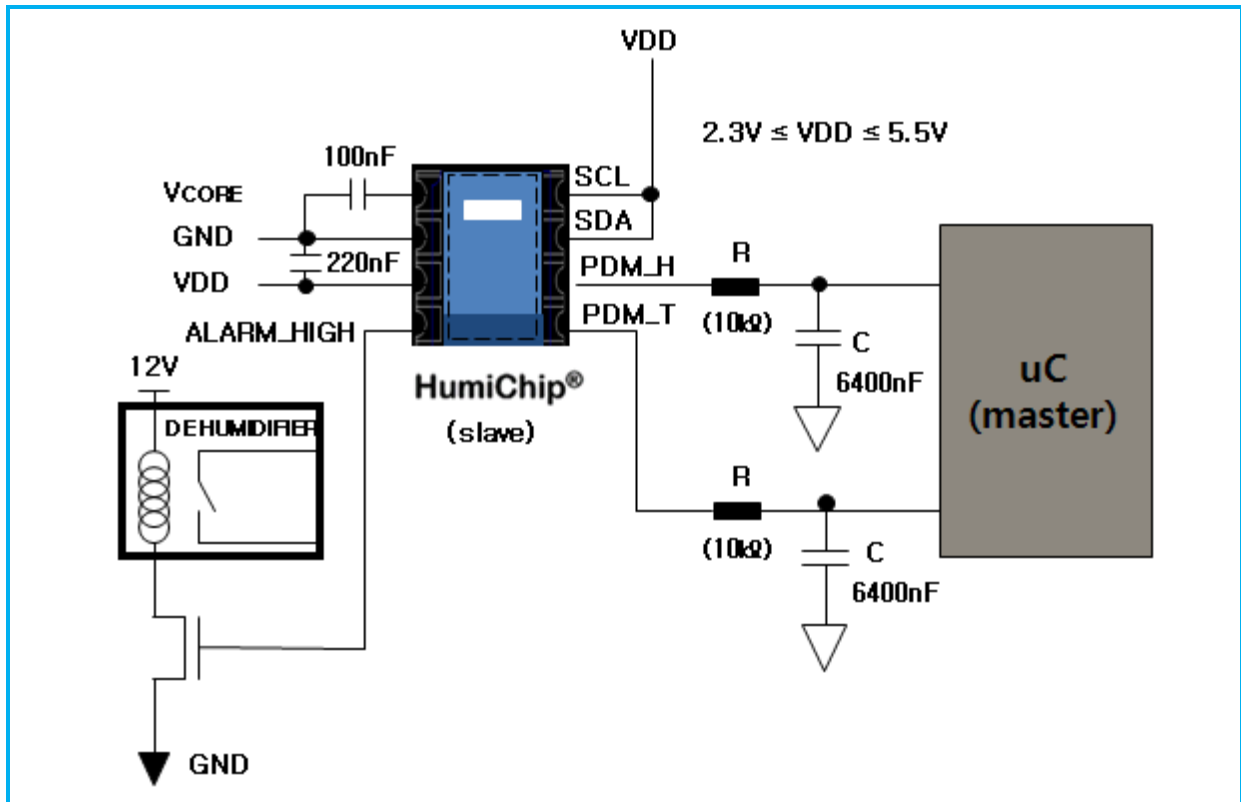 VDD
2.3V ≤ VDD ≤ 5.5V
100nF
VCORE
SCL
GND
SDA
220nF
VDD
PDM_H
R
(10kΩ)
PDM_T
ALARM_HIGH
C
6400nF
uC
(master)
12V
HumiChip®
(slave)
DEHUMIDIFIER
R
(10kΩ)
C
6400nF
GND